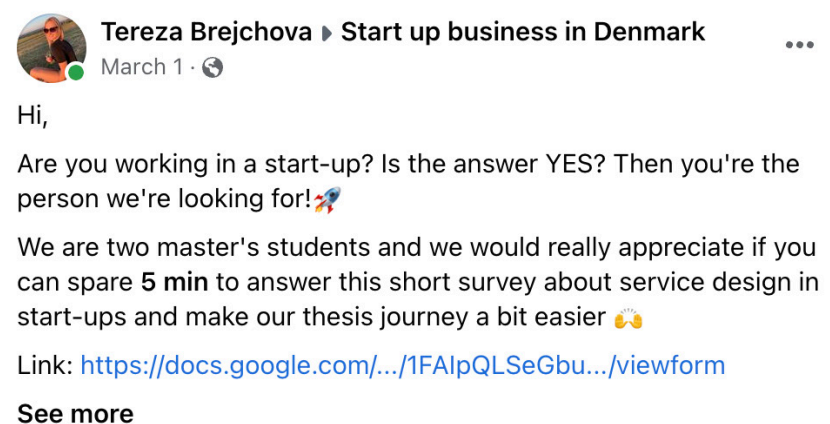 Tereza Brejchova ▸ Start up business in Denmark
March 1 ·
Hi,
Are you working in a start-up? Is the answer YES? Then you're the
person we're looking for!🚀
We are two master's students and we would really appreciate if you
can spare 5 min to answer this short survey about service design in
start-ups and make our thesis journey a bit easier 🙌
Link: https://docs.google.com/.../1FAIpQLSeGbu.../viewform
See more